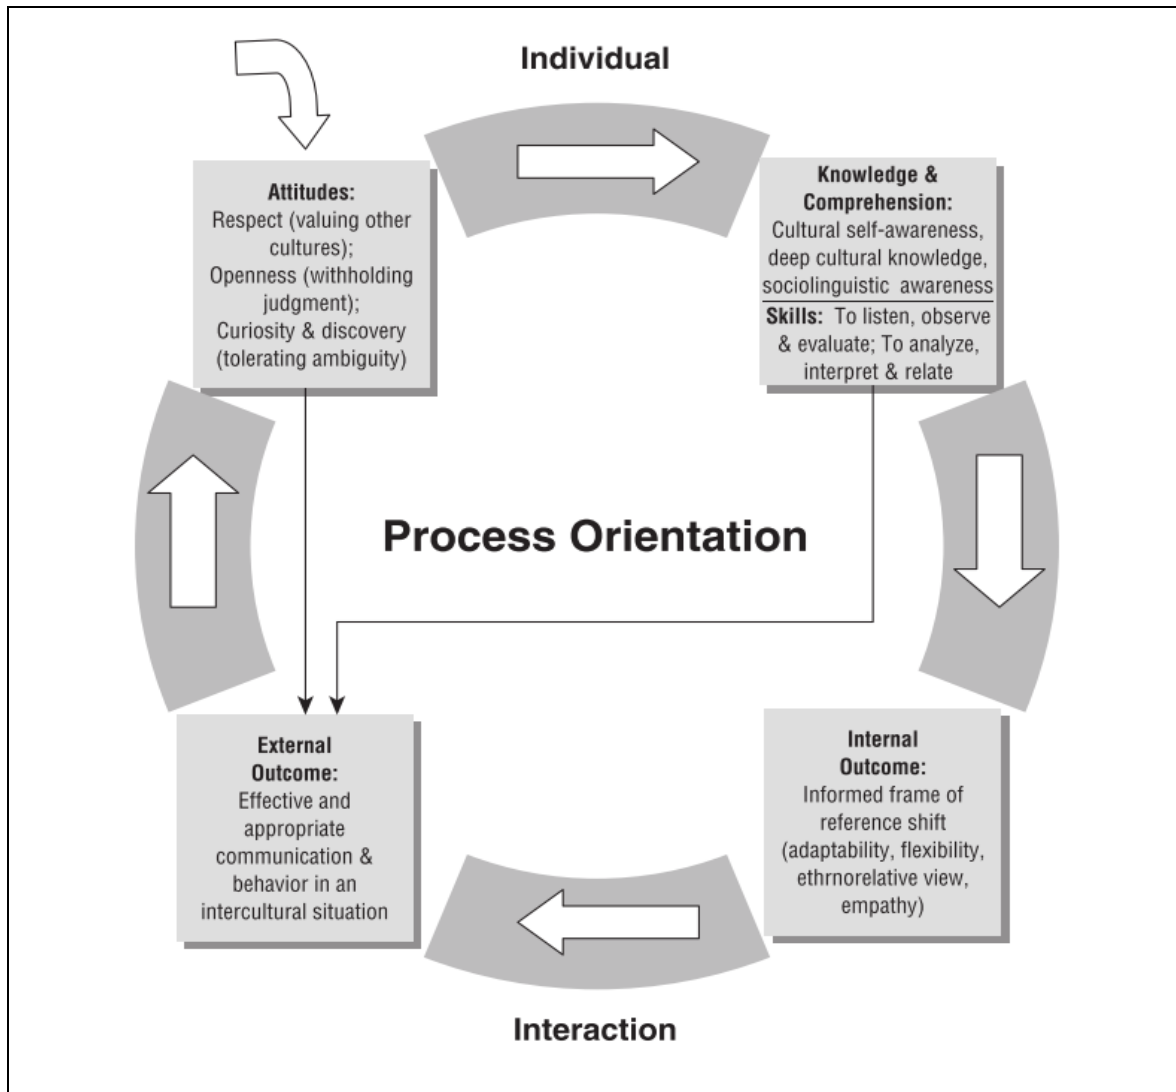 Individual
Attitudes:
Respect (valuing other
cultures);
Openness (withholding
judgment);
Curiosity & discovery
(tolerating ambiguity)
Knowledge &
Comprehension:
Cultural self-awareness,
deep cultural knowledge,
sociolinguistic awareness
Skills: To listen, observe
& evaluate; To analyze,
interpret & relate
Process Orientation
External
Outcome:
Effective and
appropriate
communication &
behavior in an
intercultural situation
Internal
Outcome:
Informed frame of
reference shift
(adaptability, flexibility,
ethrnorelative view,
empathy)
Interaction